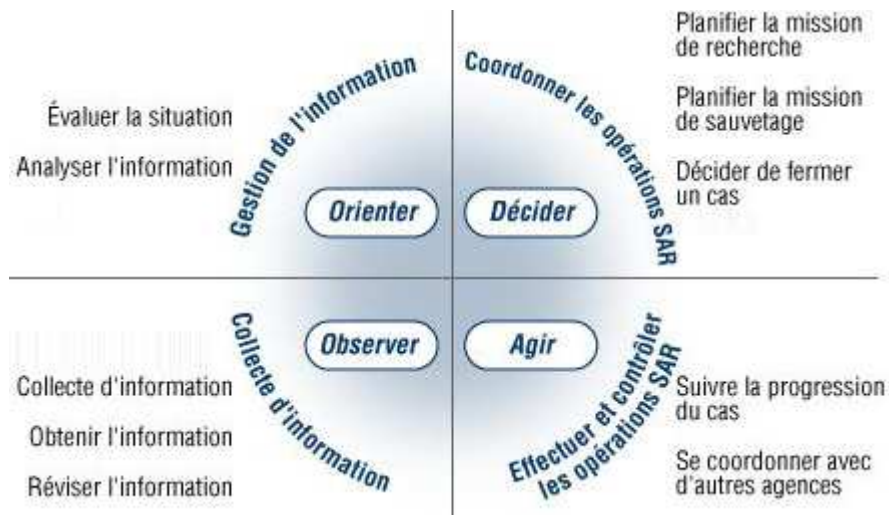 Évaluer la situation
Analyser l'information
Gestion de l'information
Orienter
Coordonner les opérations SAR
Décider
Planifier la mission
de recherche
Planifier la mission
de sauvetage
Décider de fermer
un cas
Collecte d'information
Obtenir l'information
Réviser l'information
Collecte d'information
Observer
Agir
Effectuer et contrôler
les opérations SAR
Suivre la progression
du cas
Se coordonner avec
d'autres agences